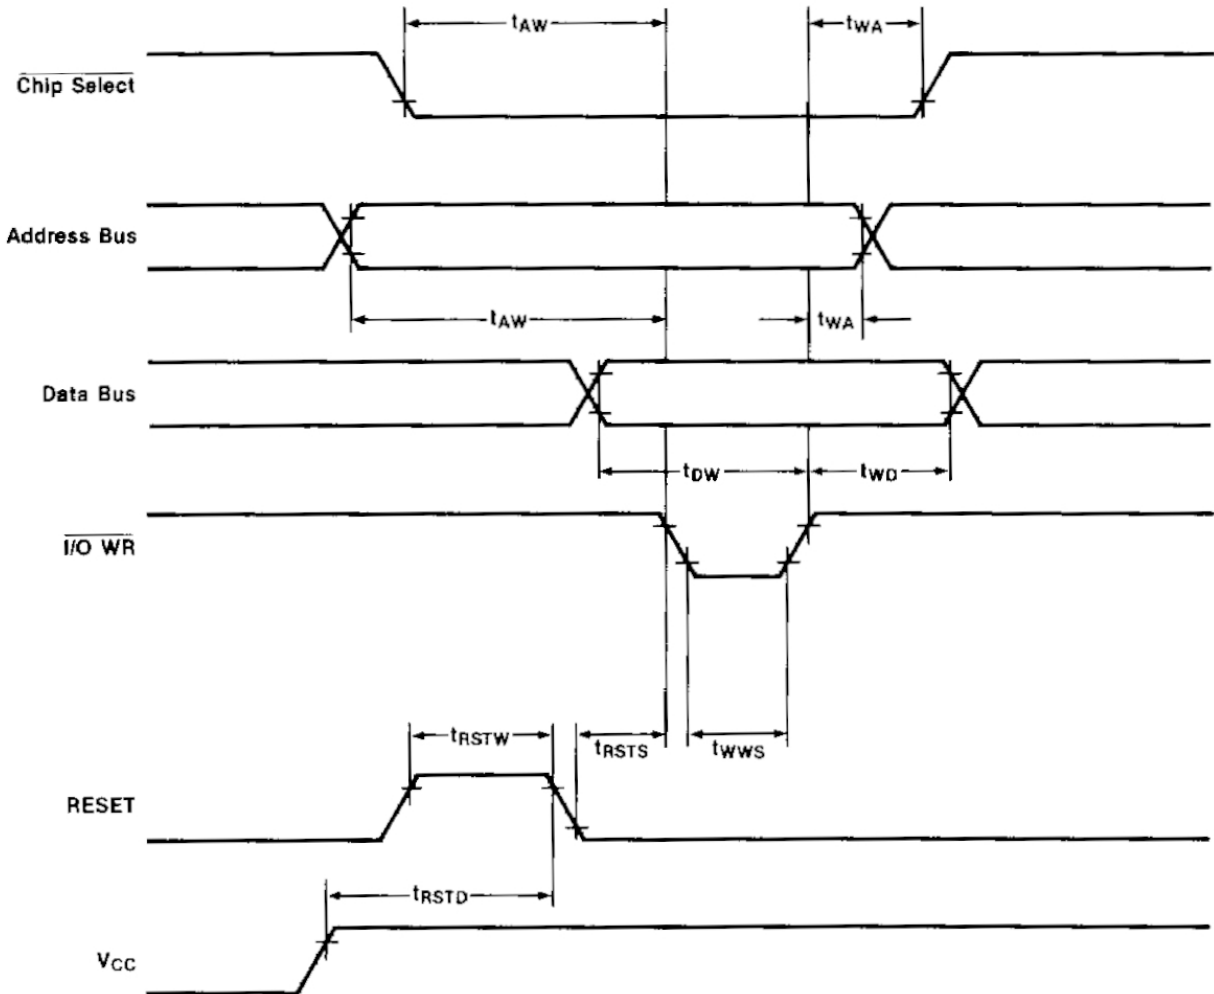 tAW
tWA
Chip Select
Address Bus
tAW
tWA
Data Bus
tDW
tWD
I/O WR
tRSTW
tRSTS
tWWS
RESET
tRSTD
VCC